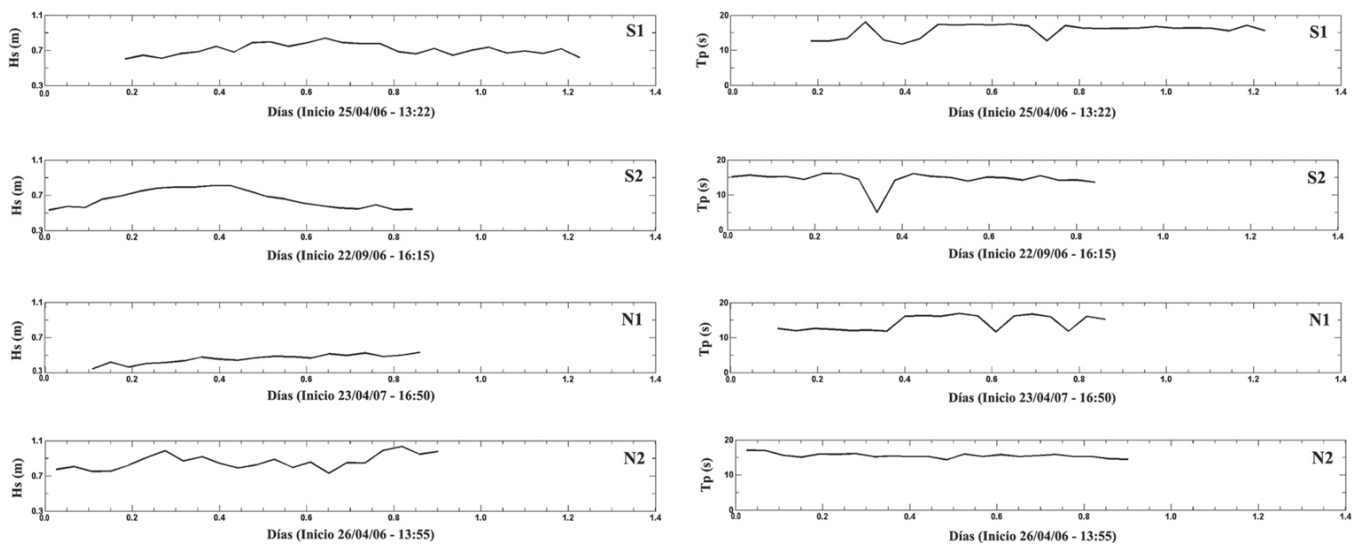 1.1
0.7
0.3
Hs (m)
S1
0.0 0.2 0.4 0.6 0.8 1.0 1.2 1.4
Días (Inicio 25/04/06 - 13:22)
20
10
0
Tp (s)
S1
0.0 0.2 0.4 0.6 0.8 1.0 1.2 1.4
Días (Inicio 25/04/06 - 13:22)
1.1
0.7
0.3
Hs (m)
S2
0.0 0.2 0.4 0.6 0.8 1.0 1.2 1.4
Días (Inicio 22/09/06 - 16:15)
20
10
0
Tp (s)
S2
0.0 0.2 0.4 0.6 0.8 1.0 1.2 1.4
Días (Inicio 22/09/06 - 16:15)
1.1
0.7
0.3
Hs (m)
N1
0.0 0.2 0.4 0.6 0.8 1.0 1.2 1.4
Días (Inicio 23/04/07 - 16:50)
20
10
0
Tp (s)
N1
0.0 0.2 0.4 0.6 0.8 1.0 1.2 1.4
Días (Inicio 23/04/07 - 16:50)
1.1
0.7
0.3
Hs (m)
N2
0.0 0.2 0.4 0.6 0.8 1.0 1.2 1.4
Días (Inicio 26/04/06 - 13:55)
20
10
0
Tp (s)
N2
0.0 0.2 0.4 0.6 0.8 1.0 1.2 1.4
Días (Inicio 26/04/06 - 13:55)